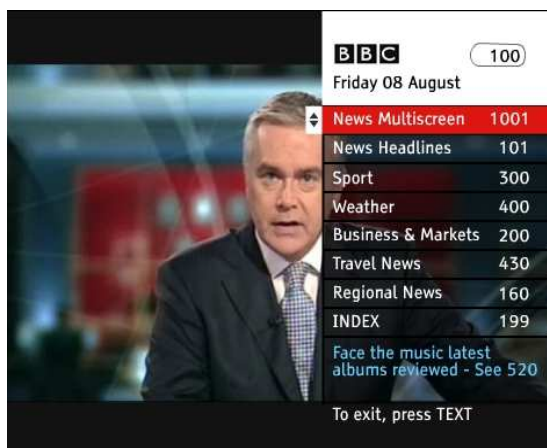 BBC 100
Friday 08 August
News Multiscreen 1001
News Headlines 101
Sport 300
Weather 400
Business & Markets 200
Travel News 430
Regional News 160
INDEX 199
Face the music latest
albums reviewed - See 520
To exit, press TEXT